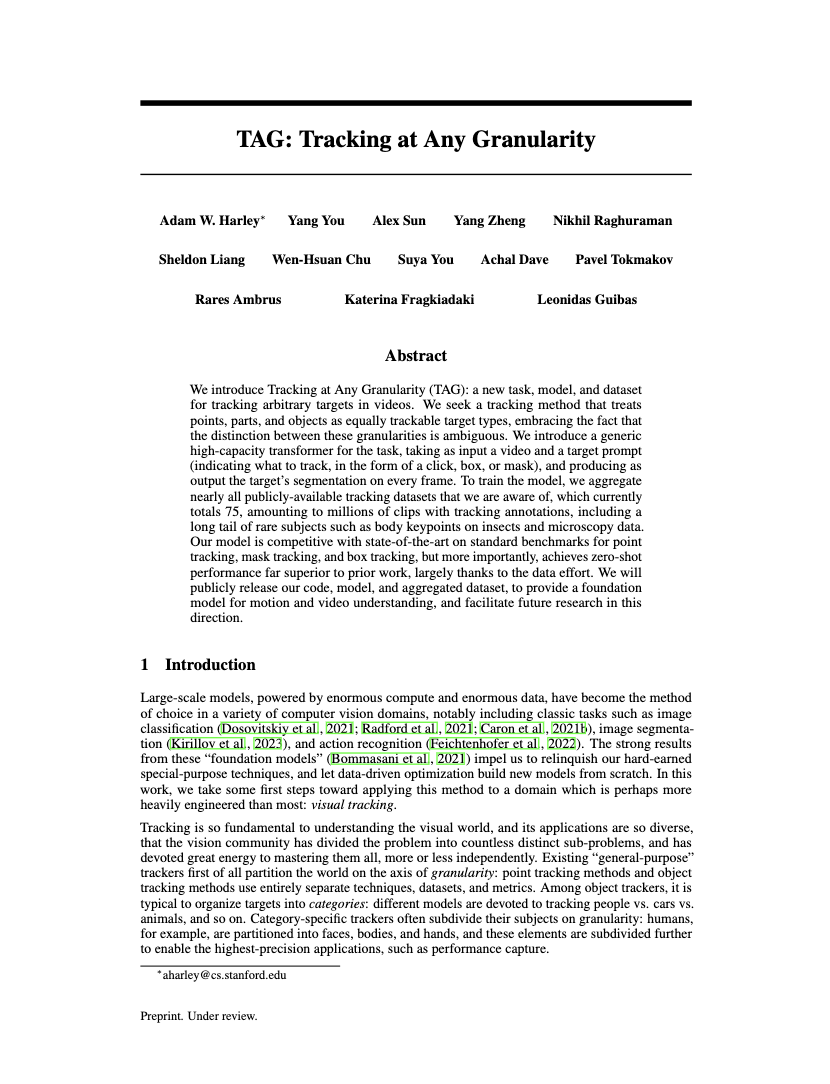 TAG: Tracking at Any Granularity
Adam W. Harley* Yang You Alex Sun Yang Zheng Nikhil Raghuraman
Sheldon Liang Wen-Hsuan Chu Suya You Achal Dave Pavel Tokmakov
Rares Ambrus Katerina Fragkiadaki Leonidas Guibas
Abstract
We introduce Tracking at Any Granularity (TAG): a new task, model, and dataset
for tracking arbitrary targets in videos. We seek a tracking method that treats
points, parts, and objects as equally trackable target types, embracing the fact that
the distinction between these granularities is ambiguous. We introduce a generic
high-capacity transformer for the task, taking as input a video and a target prompt
(indicating what to track, in the form of a click, box, or mask), and producing as
output the target's segmentation on every frame. To train the model, we aggregate
nearly all publicly-available tracking datasets that we are aware of, which currently
totals 75, amounting to millions of clips with tracking annotations, including a
long tail of rare subjects such as body keypoints on insects and microscopy data.
Our model is competitive with state-of-the-art on standard benchmarks for point
tracking, mask tracking, and box tracking, but more importantly, achieves zero-shot
performance far superior to prior work, largely thanks to the data effort. We will
publicly release our code, model, and aggregated dataset, to provide a foundation
model for motion and video understanding, and facilitate future research in this
direction.
1 Introduction
Large-scale models, powered by enormous compute and enormous data, have become the method
of choice in a variety of computer vision domains, notably including classic tasks such as image
classification (Dosovitskiy et al., 2021; Radford et al., 2021; Caron et al., 2021b), image segmenta-
tion (Kirillov et al., 2023), and action recognition (Feichtenhofer et al., 2022). The strong results
from these “foundation models” (Bommasani et al., 2021) impel us to relinquish our hard-earned
special-purpose techniques, and let data-driven optimization build new models from scratch. In this
work, we take some first steps toward applying this method to a domain which is perhaps more
heavily engineered than most: visual tracking.
Tracking is so fundamental to understanding the visual world, and its applications are so diverse,
that the vision community has divided the problem into countless distinct sub-problems, and has
devoted great energy to mastering them all, more or less independently. Existing “general-purpose”
trackers first of all partition the world on the axis of granularity: point tracking methods and object
tracking methods use entirely separate techniques, datasets, and metrics. Among object trackers, it is
typical to organize targets into categories: different models are devoted to tracking people vs. cars vs.
animals, and so on. Category-specific trackers often subdivide their subjects on granularity: humans,
for example, are partitioned into faces, bodies, and hands, and these elements are subdivided further
to enable the highest-precision applications, such as performance capture.
*aharley@cs.stanford.edu
Preprint. Under review.